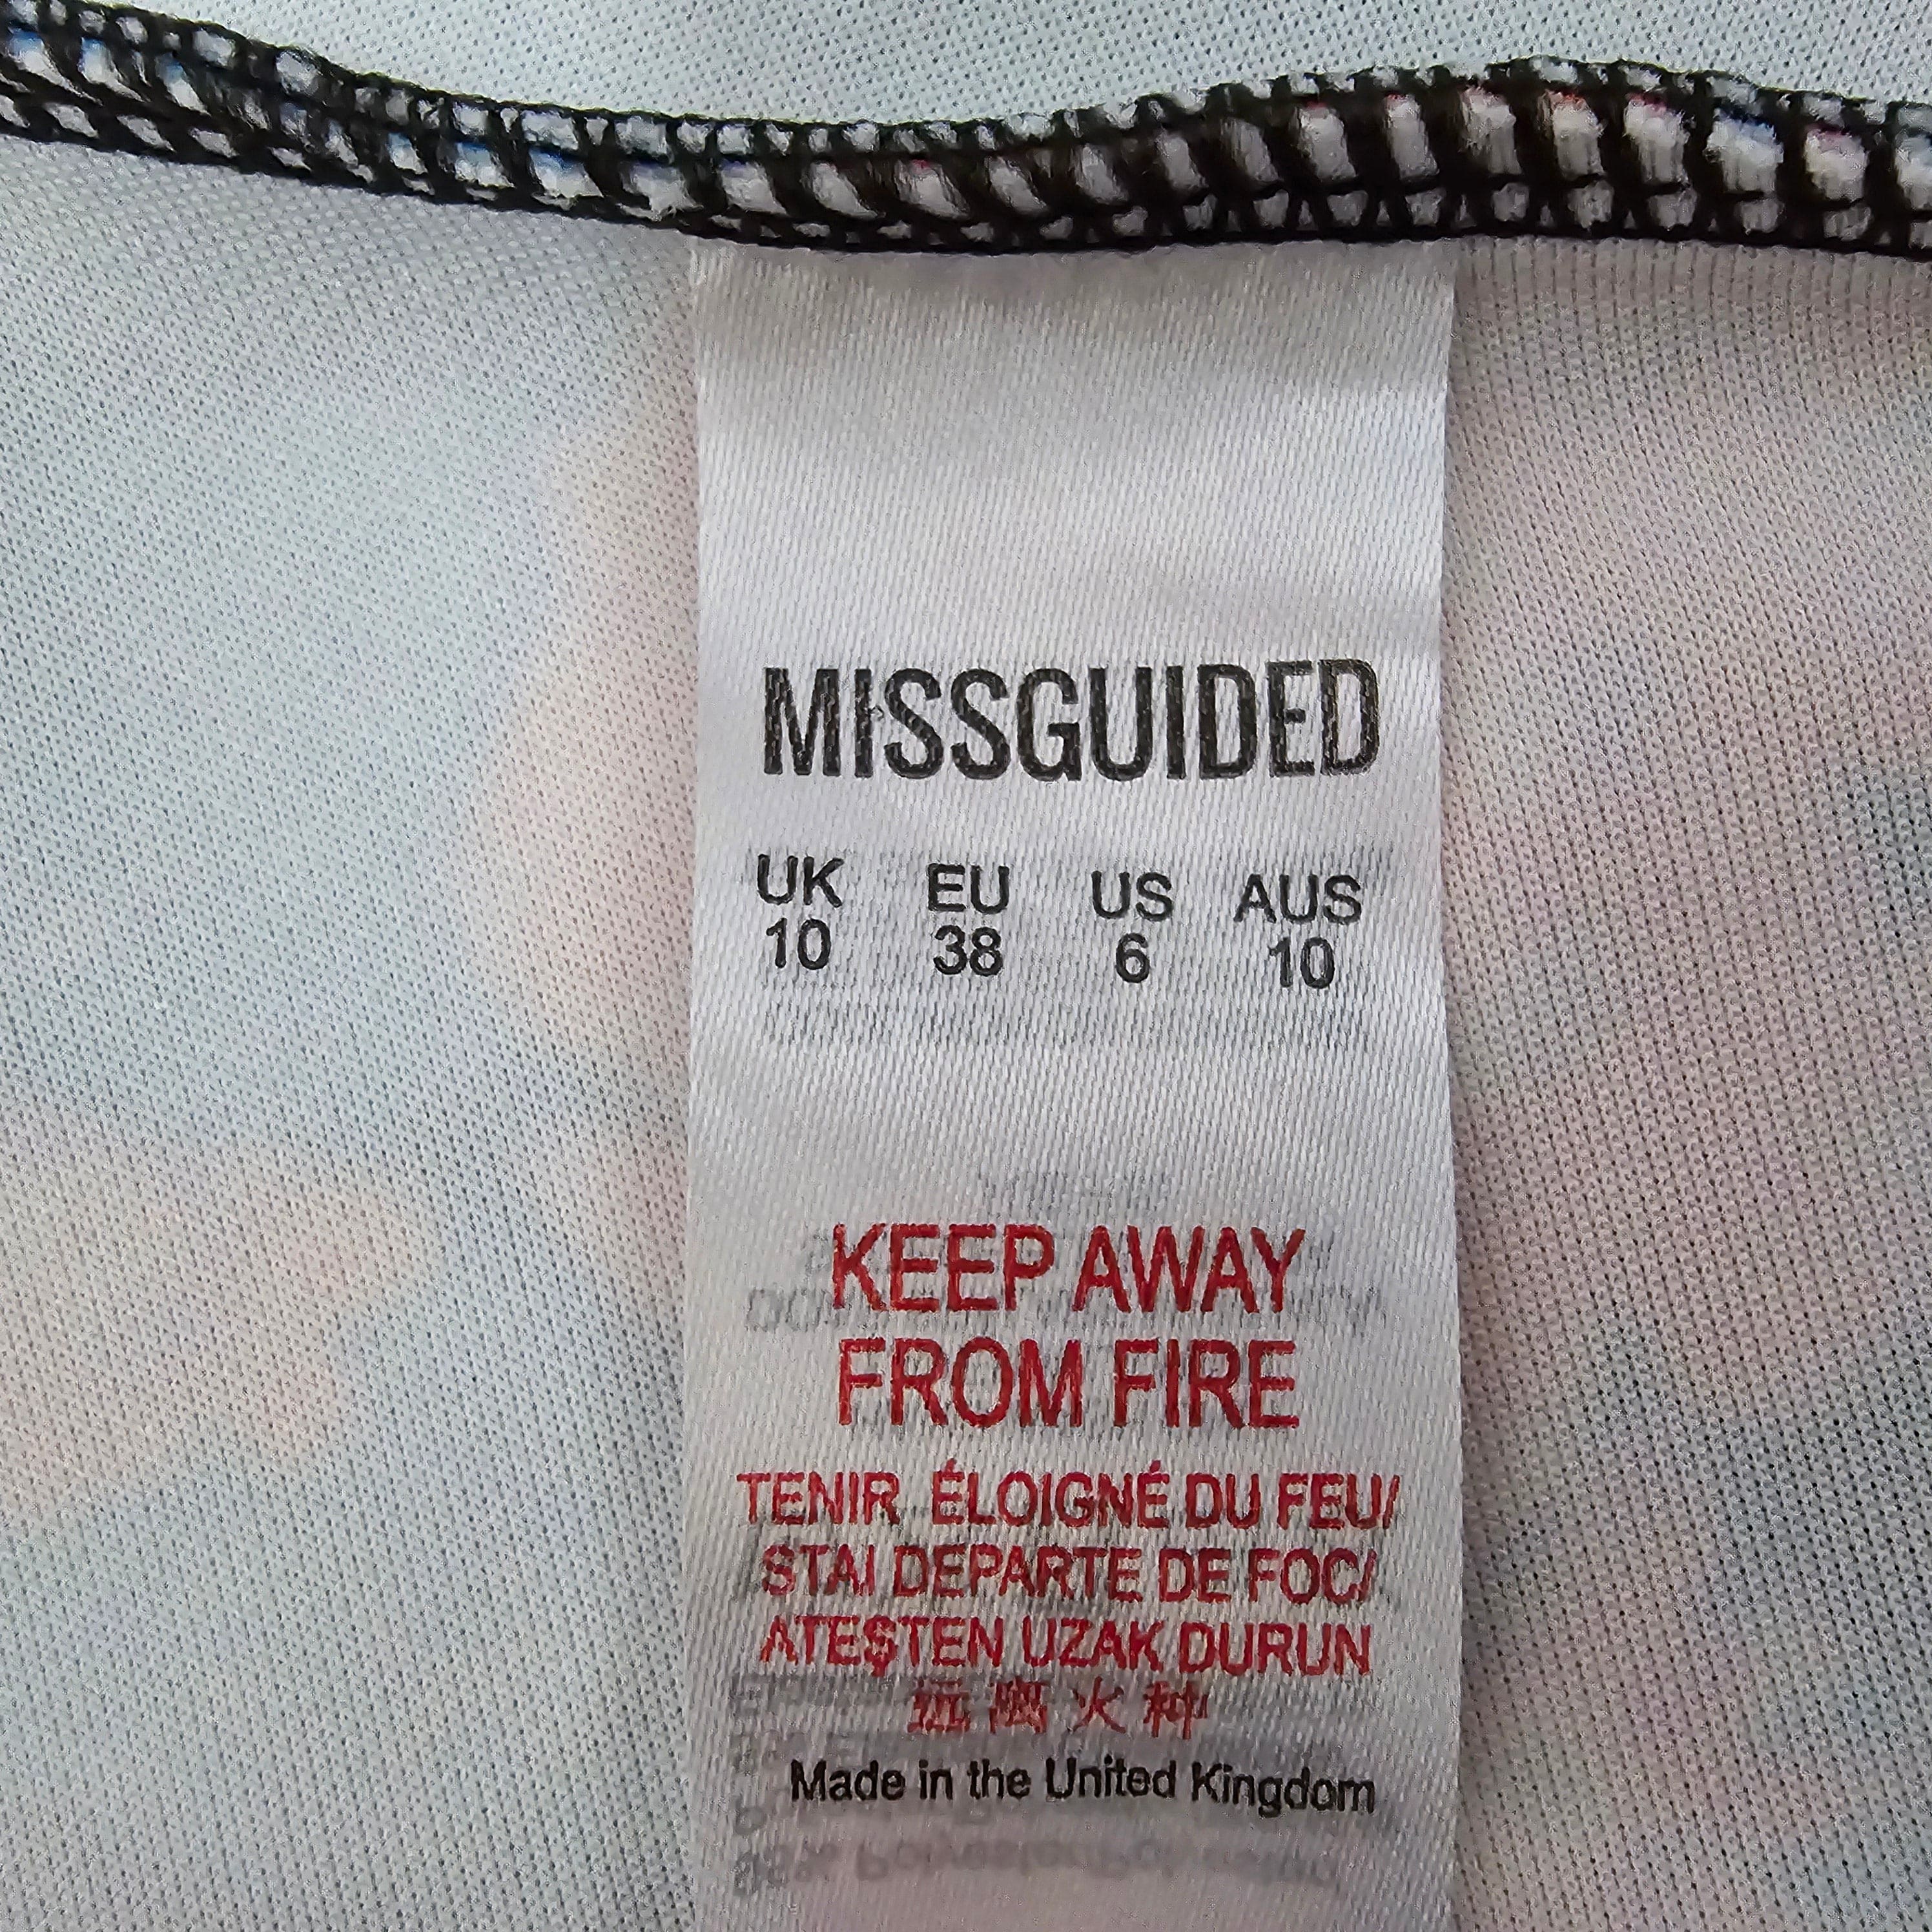 MISSGUIDED
UK EU US AUS
10 38 6 10
KEEP AWAY
FROM FIRE
TENIR ÉLOIGNÉ DU FEU/
STAI DEPARTE DE FOC/
ATEŞTEN UZAK DURUN
远离火种
Made in the United Kingdom